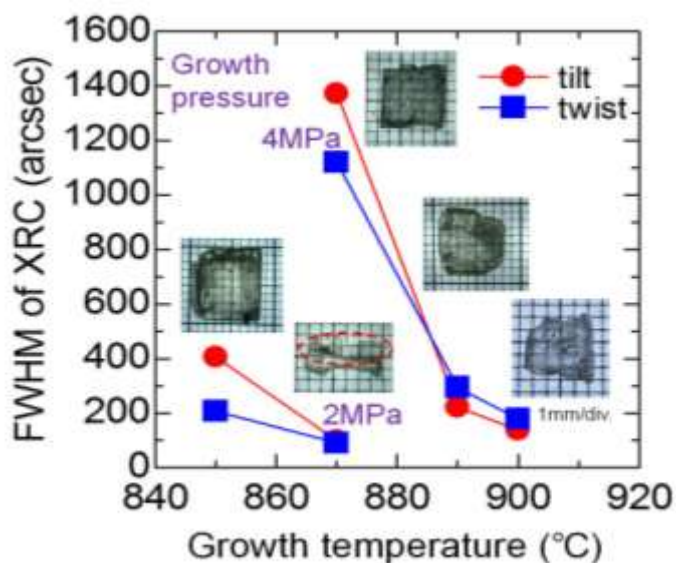 FWHM of XRC (arcsec)
1600
1400
1200
1000
800
600
400
200
0
Growth
pressure
4MPa
2MPa
tilt
twist
1mm/div.
840
860
880
900
920
Growth temperature (°C)